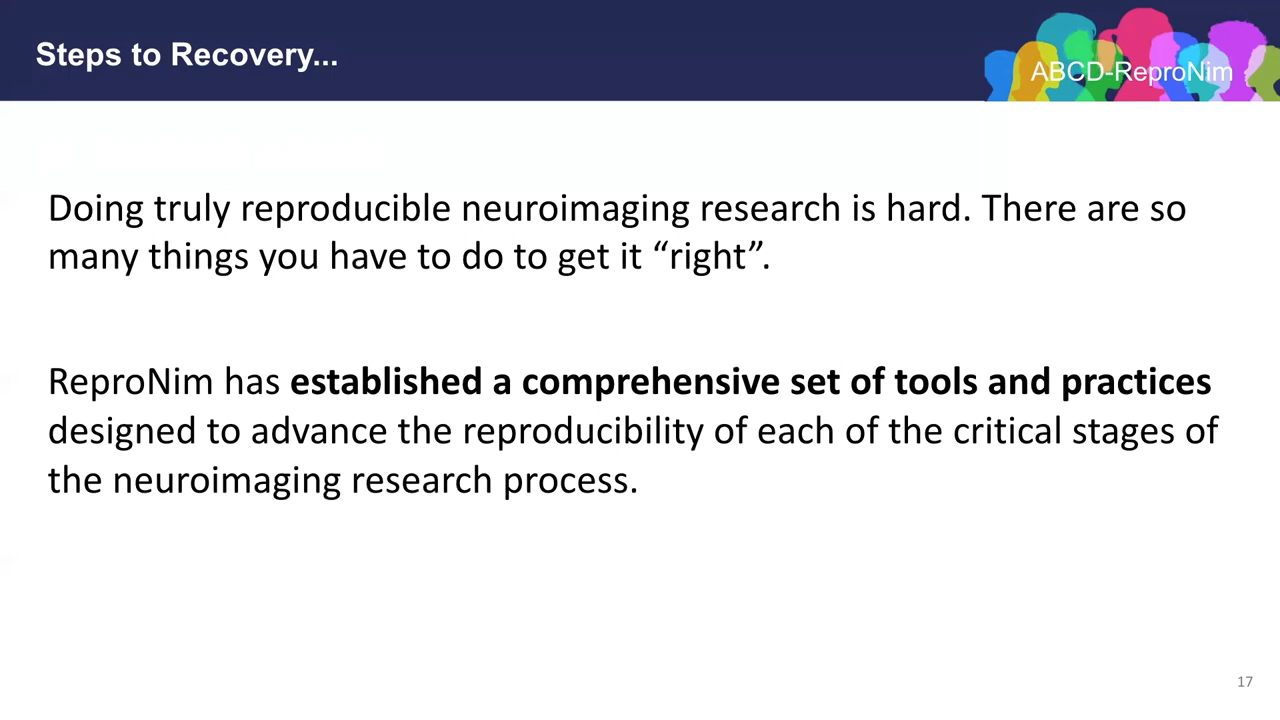 Steps to Recovery...
ABCD-ReproNim
Doing truly reproducible neuroimaging research is hard. There are so
many things you have to do to get it “right”.
ReproNim has established a comprehensive set of tools and practices
designed to advance the reproducibility of each of the critical stages of
the neuroimaging research process.
17